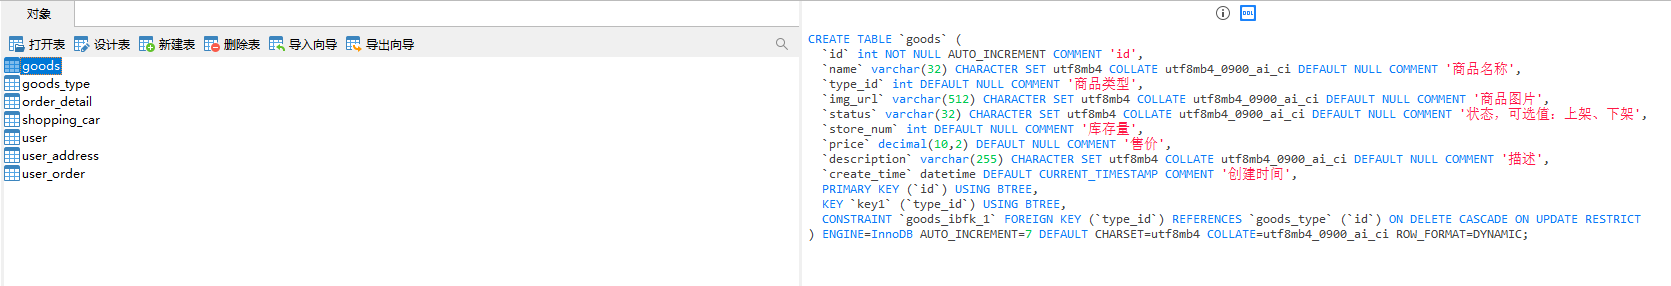 对象
打开表 设计表 新建表 删除表 导入向导 导出向导
goods
goods_type
order_detail
shopping_car
user
user_address
user_order
DDL
CREATE TABLE `goods` (
  `id` int NOT NULL AUTO_INCREMENT COMMENT 'id',
  `name` varchar(32) CHARACTER SET utf8mb4 COLLATE utf8mb4_0900_ai_ci DEFAULT NULL COMMENT '商品名称',
  `type_id` int DEFAULT NULL COMMENT '商品类型',
  `img_url` varchar(512) CHARACTER SET utf8mb4 COLLATE utf8mb4_0900_ai_ci DEFAULT NULL COMMENT '商品图片',
  `status` varchar(32) CHARACTER SET utf8mb4 COLLATE utf8mb4_0900_ai_ci DEFAULT NULL COMMENT '状态，可选值：上架、下架',
  `store_num` int DEFAULT NULL COMMENT '库存量',
  `price` decimal(10,2) DEFAULT NULL COMMENT '售价',
  `description` varchar(255) CHARACTER SET utf8mb4 COLLATE utf8mb4_0900_ai_ci DEFAULT NULL COMMENT '描述',
  `create_time` datetime DEFAULT CURRENT_TIMESTAMP COMMENT '创建时间',
  PRIMARY KEY (`id`) USING BTREE,
  KEY `key1` (`type_id`) USING BTREE,
  CONSTRAINT `goods_ibfk_1` FOREIGN KEY (`type_id`) REFERENCES `goods_type` (`id`) ON DELETE CASCADE ON UPDATE RESTRICT
) ENGINE=InnoDB AUTO_INCREMENT=7 DEFAULT CHARSET=utf8mb4 COLLATE=utf8mb4_0900_ai_ci ROW_FORMAT=DYNAMIC;